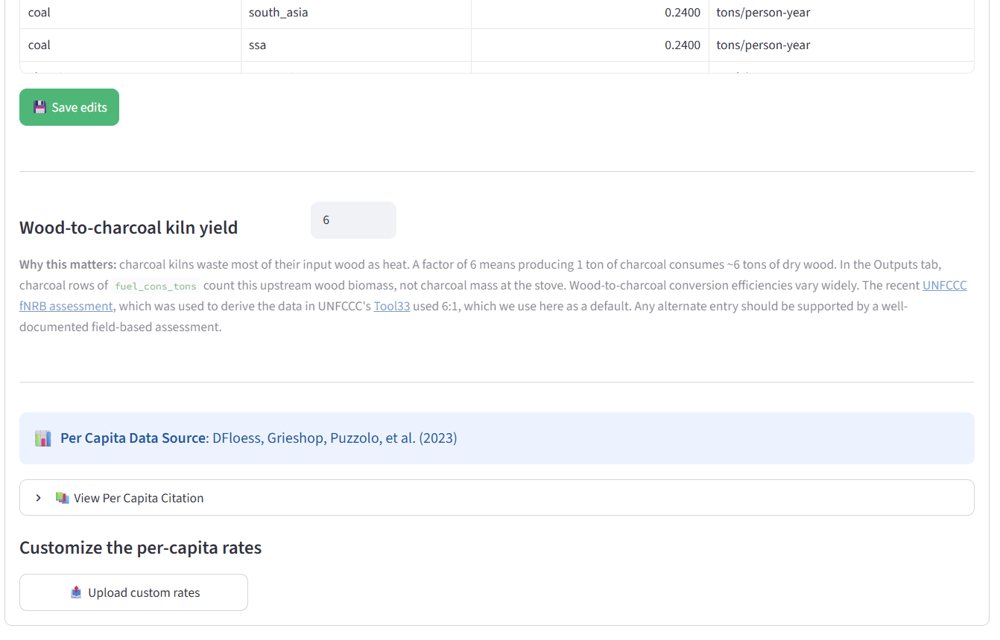 coal south_asia 0.2400 tons/person-year
coal ssa 0.2400 tons/person-year
Save edits
Wood-to-charcoal kiln yield 6
Why this matters: charcoal kilns waste most of their input wood as heat. A factor of 6 means producing 1 ton of charcoal consumes ~6 tons of dry wood. In the Outputs tab,
charcoal rows of fuel_cons_tons count this upstream wood biomass, not charcoal mass at the stove. Wood-to-charcoal conversion efficiencies vary widely. The recent UNFCCC
fNRB assessment, which was used to derive the data in UNFCCC's Tool33 used 6:1, which we use here as a default. Any alternate entry should be supported by a well-
documented field-based assessment.
Per Capita Data Source: DFloess, Grieshop, Puzzolo, et al. (2023)
View Per Capita Citation
Customize the per-capita rates
Upload custom rates